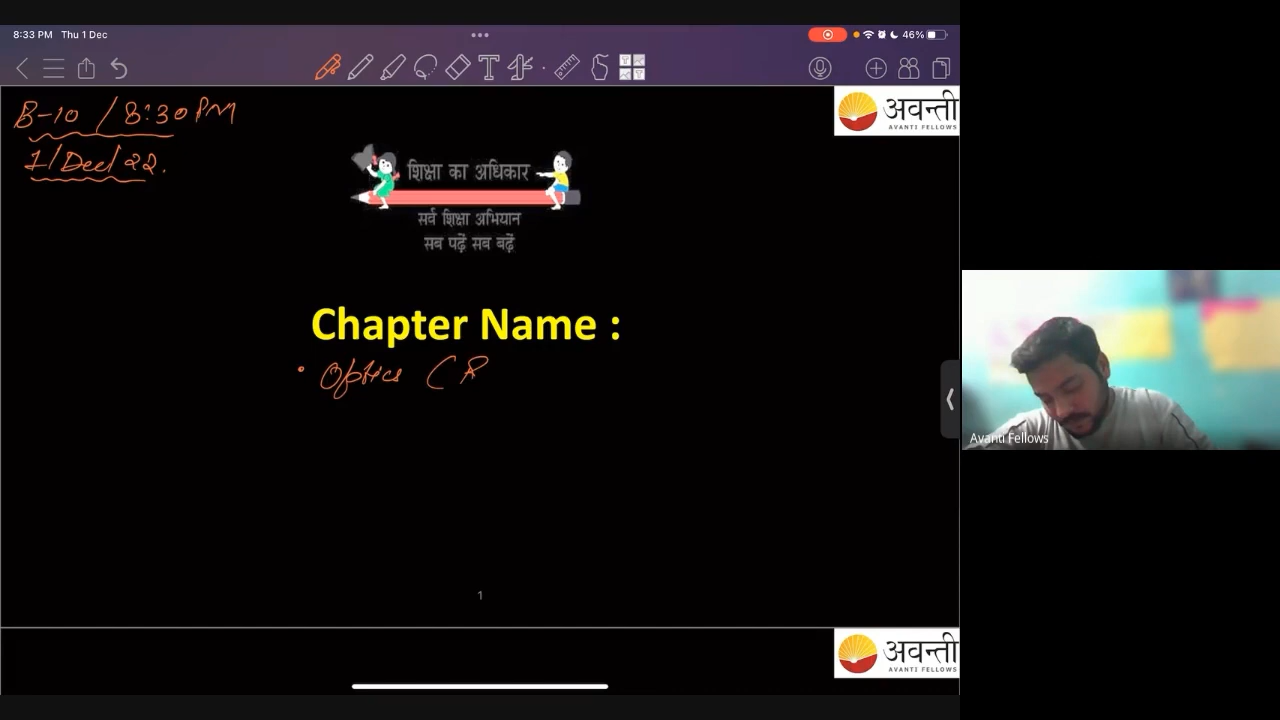 8:33 PM Thu 1 Dec
46%
B-10 / 8:30 PM
1/Dec/22.
अवन्ती
AVANTI FELLOWS
शिक्षा का अधिकार
सर्व शिक्षा अभियान
सब पढ़ें सब बढ़ें
Chapter Name :
• Optics ( R
1
अवन्ती
AVANTI FELLOWS
Avanti Fellows